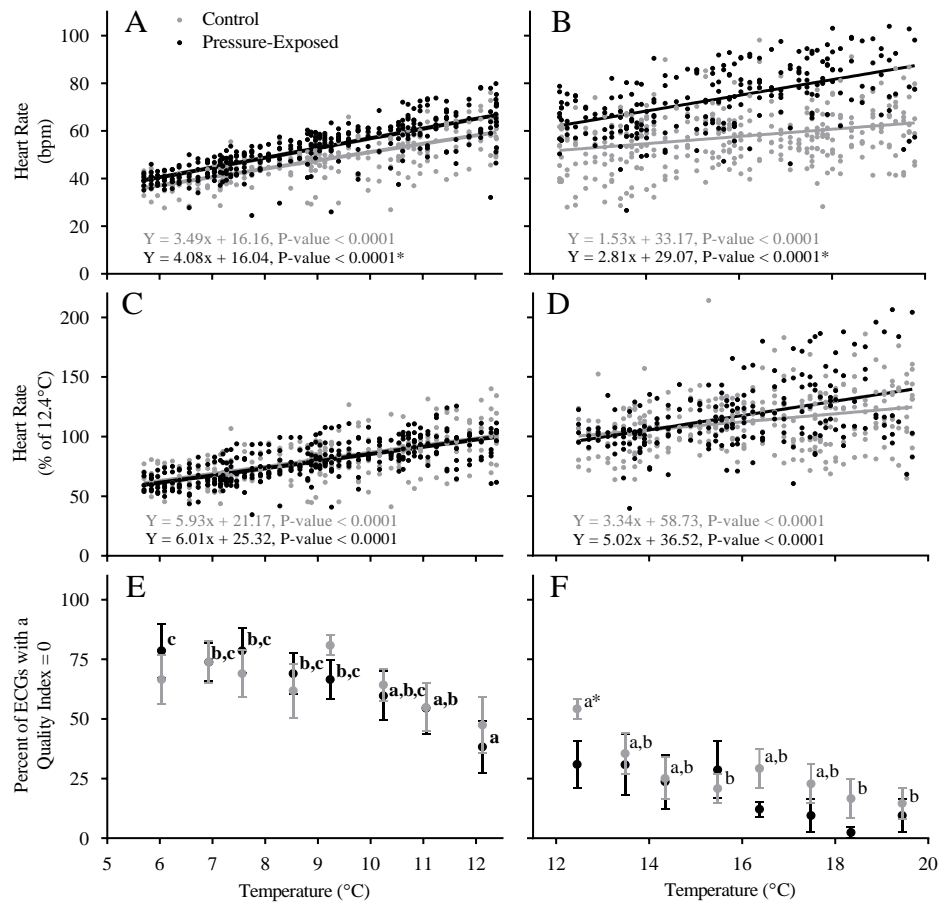 A
Control
Pressure-Exposed
B
100
80
60
40
20
0
Heart Rate
(bpm)
Y = 3.49x + 16.16, P-value < 0.0001
Y = 4.08x + 16.04, P-value < 0.0001*
Y = 1.53x + 33.17, P-value < 0.0001
Y = 2.81x + 29.07, P-value < 0.0001*
C
D
200
150
100
50
0
Heart Rate
(% of 12.4°C)
Y = 5.93x + 21.17, P-value < 0.0001
Y = 6.01x + 25.32, P-value < 0.0001
Y = 3.34x + 58.73, P-value < 0.0001
Y = 5.02x + 36.52, P-value < 0.0001
E
F
100
75
50
25
0
Percent of ECGs with a
Quality Index = 0
c
b,c
b,c
b,c
b,c
a,b,c
a,b
a
a*
a,b
a,b
b
a,b
a,b
b
b
5 6 7 8 9 10 11 12
Temperature (°C)
12 14 16 18 20
Temperature (°C)